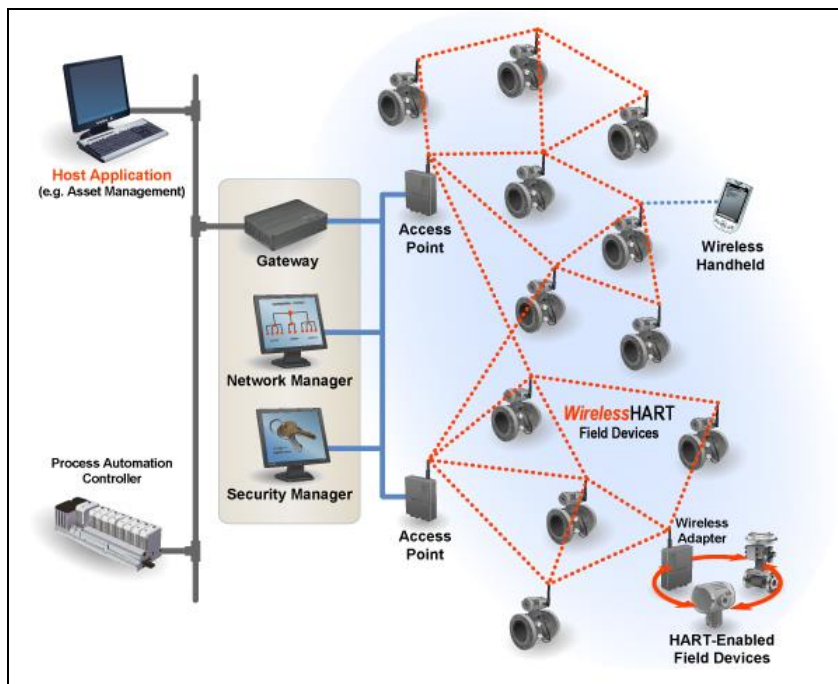 Host Application
(e.g. Asset Management)
Gateway
Access
Point
Wireless
Handheld
Network Manager
WirelessHART
Field Devices
Security Manager
Process Automation
Controller
Access
Point
Wireless
Adapter
HART-Enabled
Field Devices